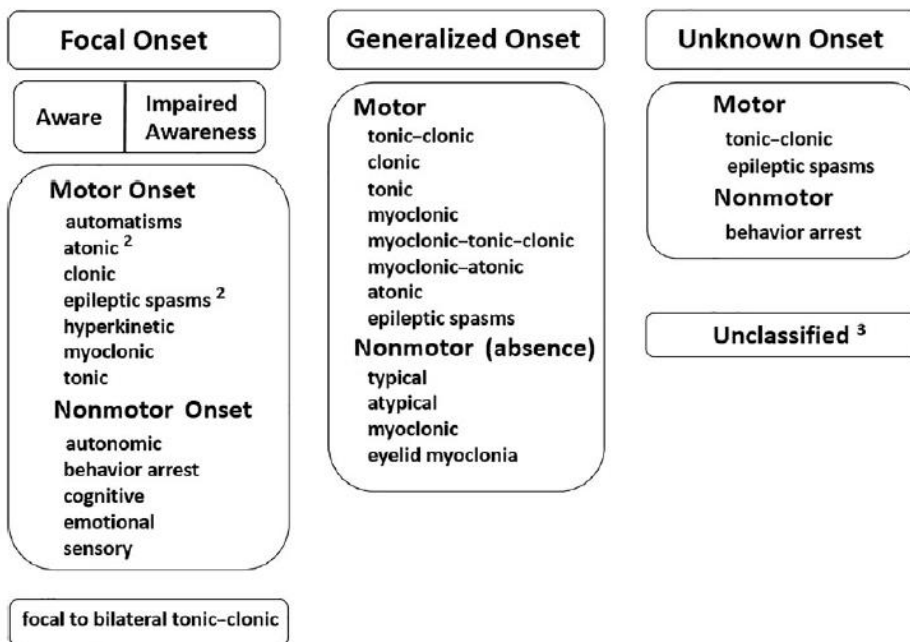 Focal Onset
Aware
Impaired
Awareness
Motor Onset
automatisms
atonic ²
clonic
epileptic spasms ²
hyperkinetic
myoclonic
tonic
Nonmotor Onset
autonomic
behavior arrest
cognitive
emotional
sensory
focal to bilateral tonic–clonic
Generalized Onset
Motor
tonic–clonic
clonic
tonic
myoclonic
myoclonic–tonic–clonic
myoclonic–atonic
atonic
epileptic spasms
Nonmotor (absence)
typical
atypical
myoclonic
eyelid myoclonia
Unknown Onset
Motor
tonic–clonic
epileptic spasms
Nonmotor
behavior arrest
Unclassified ³